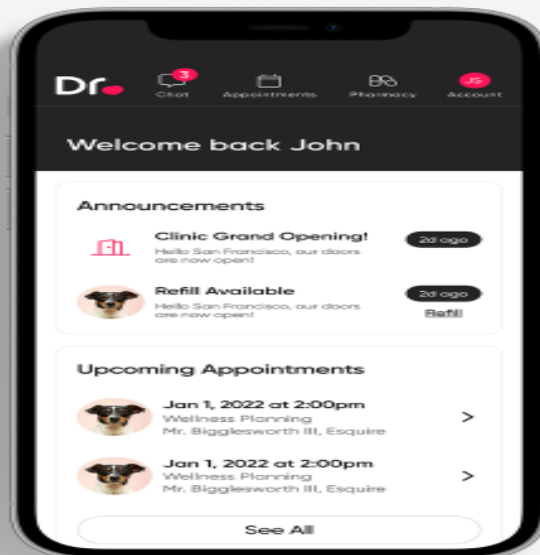 Dr.
3
JS
Chat Appointments Pharmacy Account
Welcome back John
Announcements
Clinic Grand Opening!
2d ago
Hello San Francisco, our doors
are now open!
Refill Available
2d ago
Hello San Francisco, our doors
are now open!
Refill
Upcoming Appointments
Jan 1, 2022 at 2:00pm
Wellness Planning
Mr. Bigglesworth III, Esquire
Jan 1, 2022 at 2:00pm
Wellness Planning
Mr. Bigglesworth III, Esquire
See All